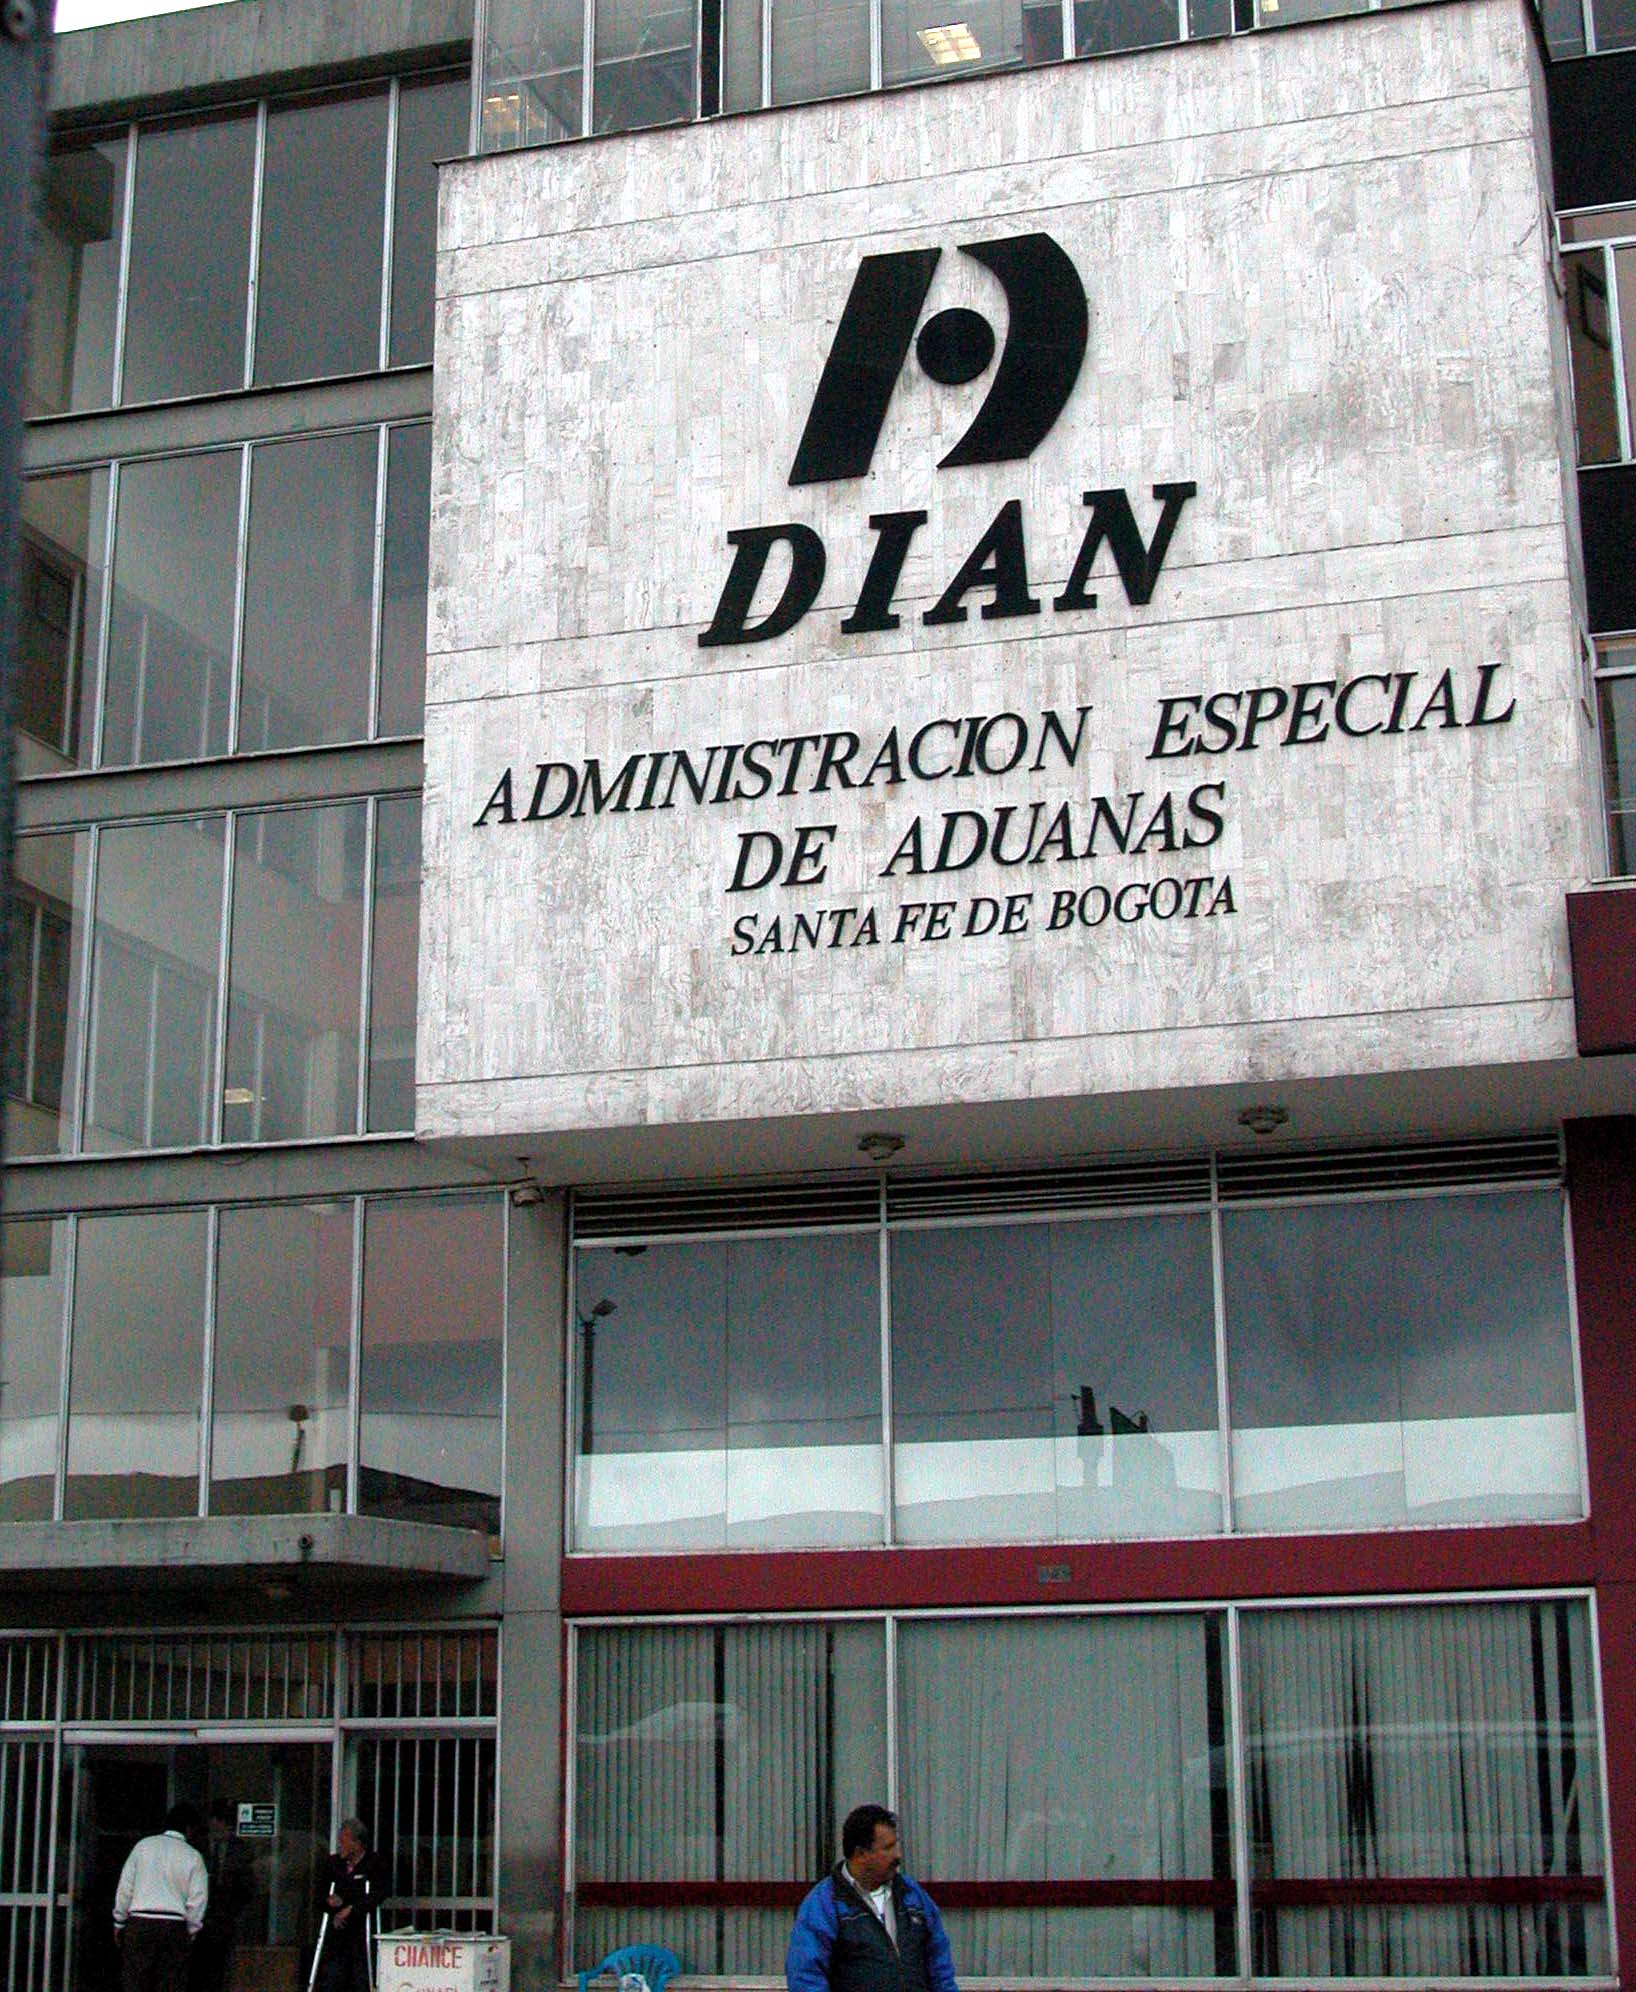 DIAN
ADMINISTRACION ESPECIAL
DE ADUANAS
SANTA FE DE BOGOTA
CHANCE